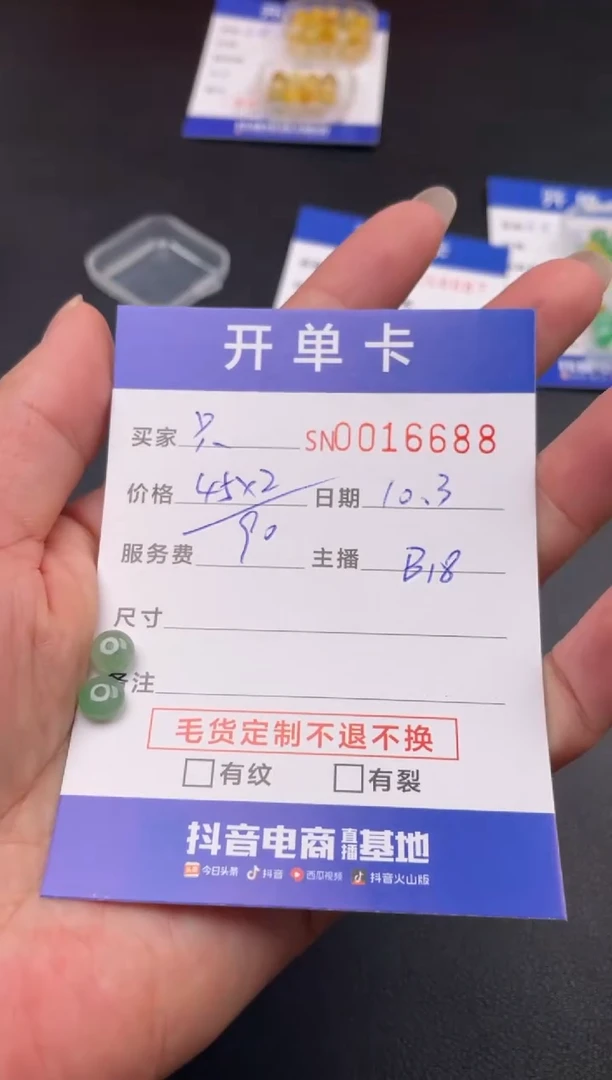 开单卡
买家 只 SN0016688
价格 45x2 日期 10.3
90
服务费 主播 B18
尺寸
备注
毛货定制不退不换
□有纹 □有裂
抖音电商直播基地
今日头条 抖音 西瓜视频 抖音火山版